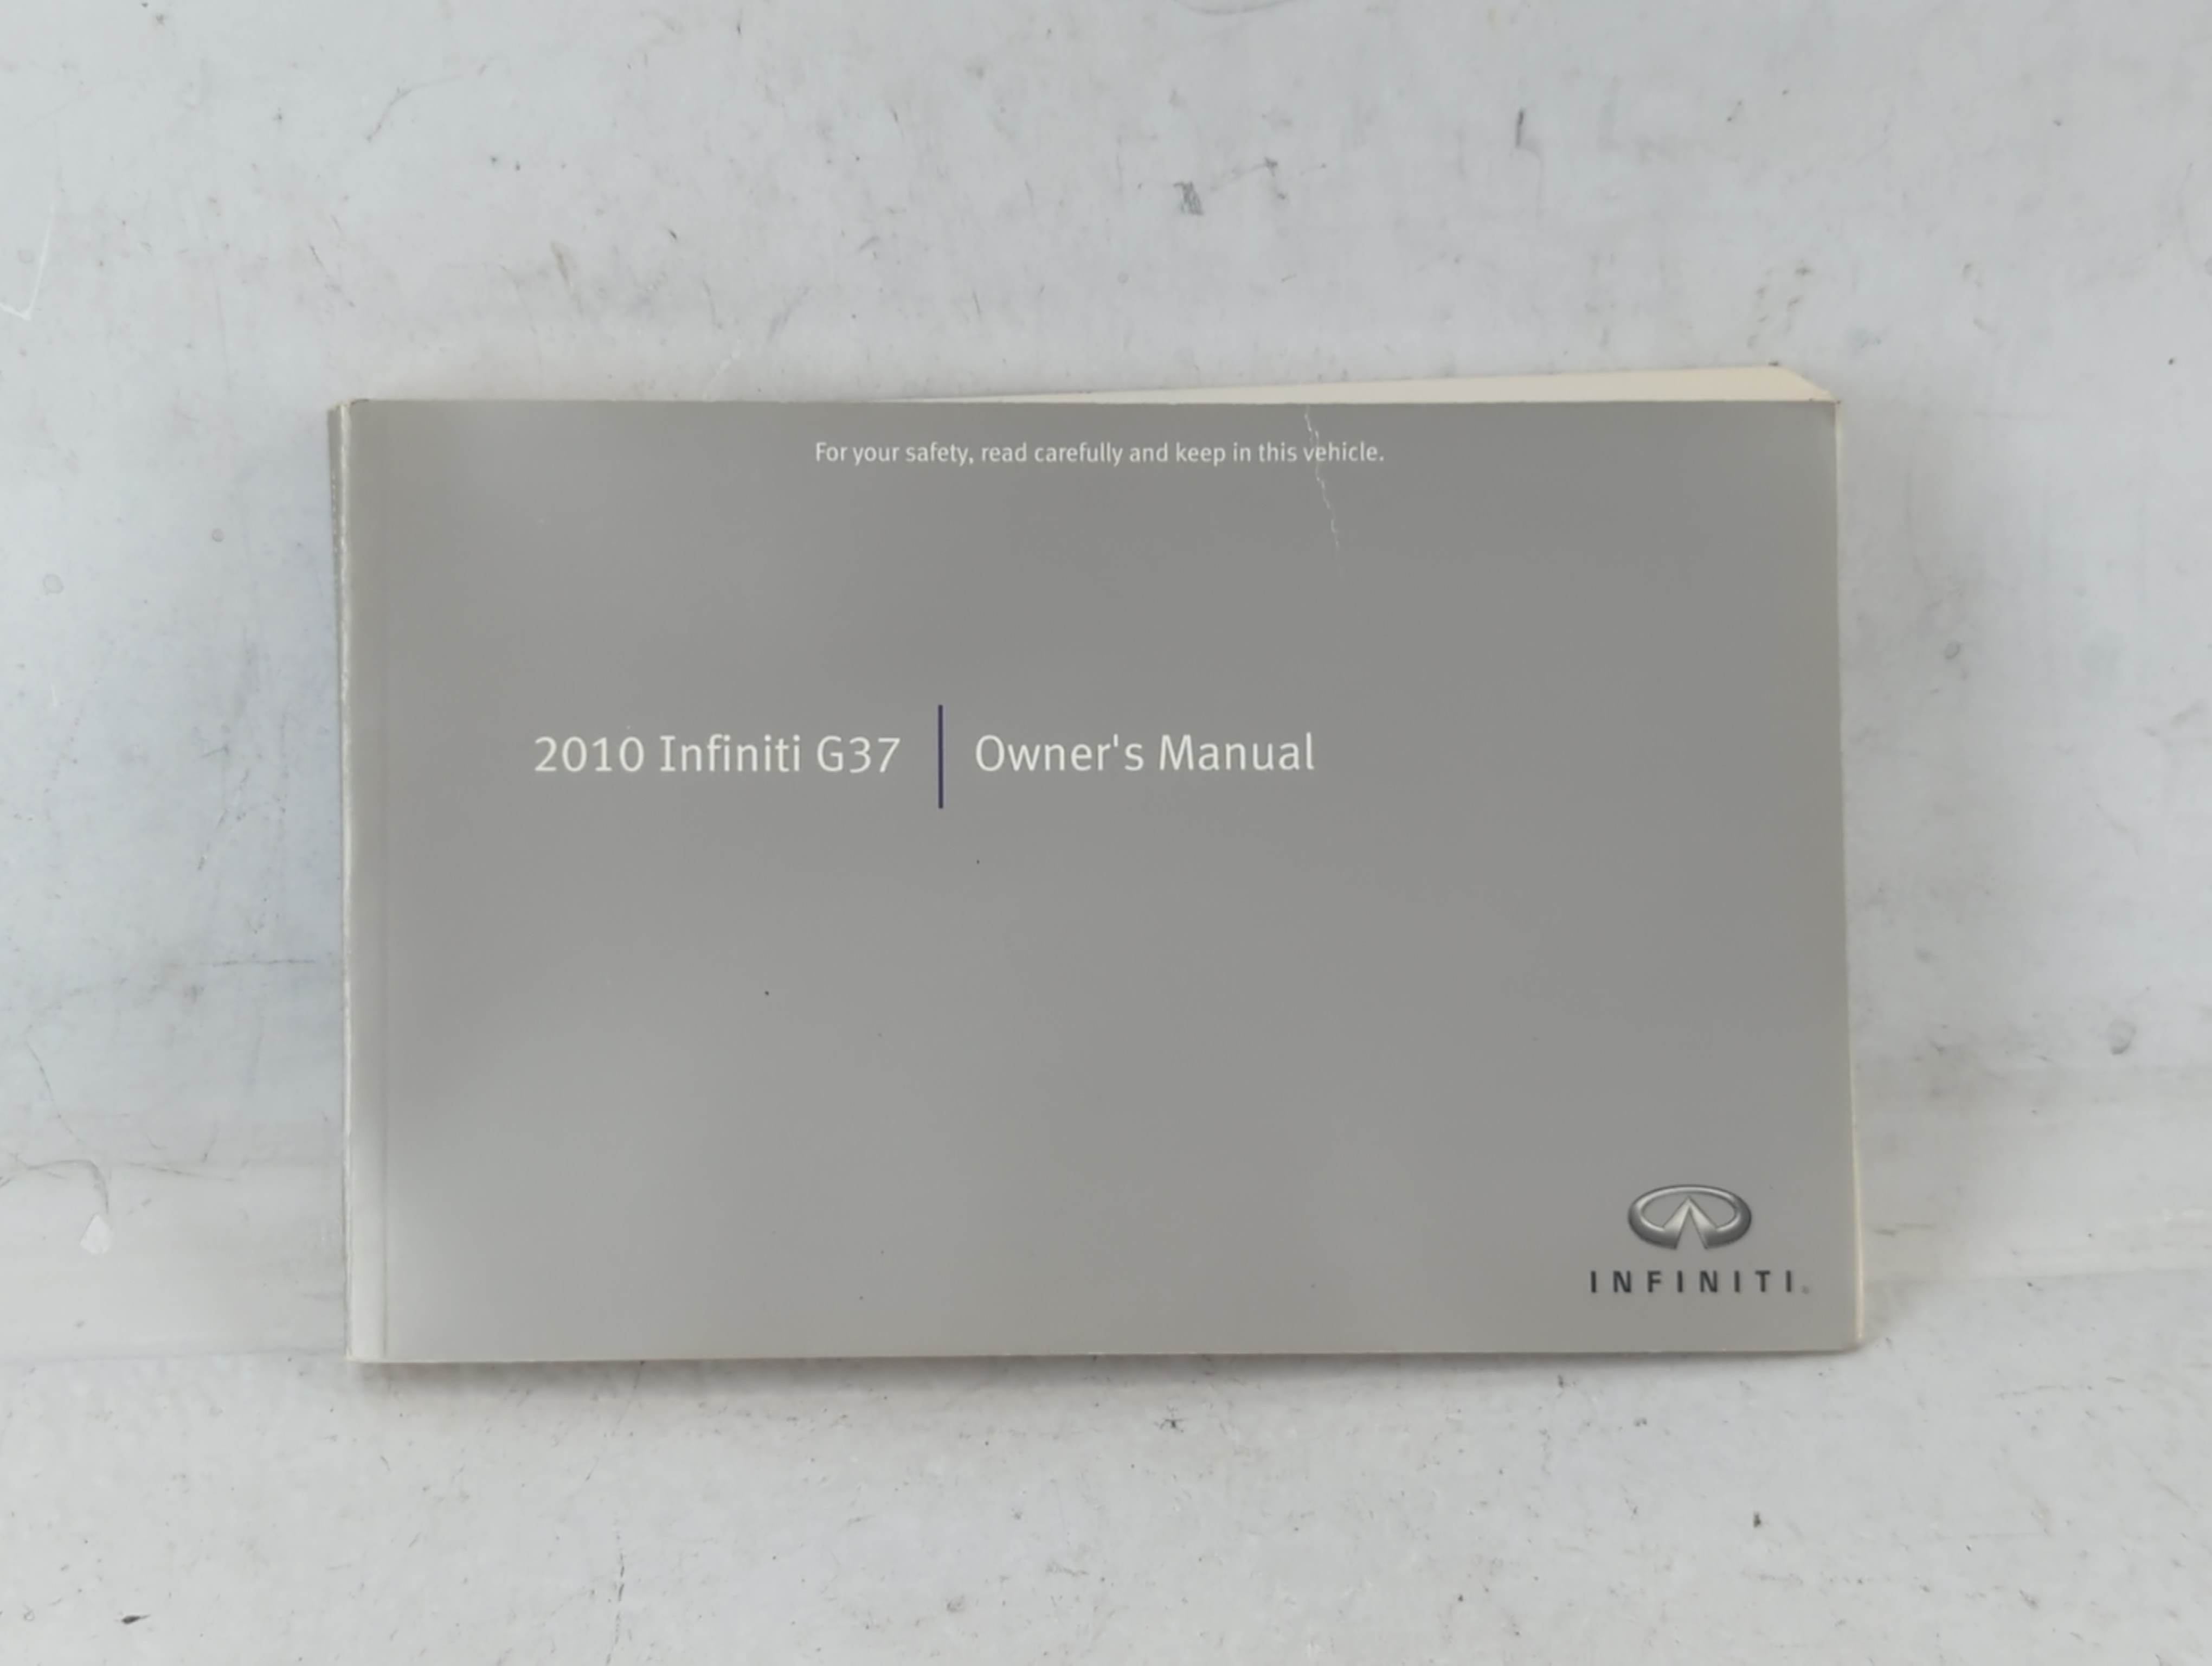 For your safety, read carefully and keep in this vehicle.
2010 Infiniti G37 | Owner's Manual
INFINITI®